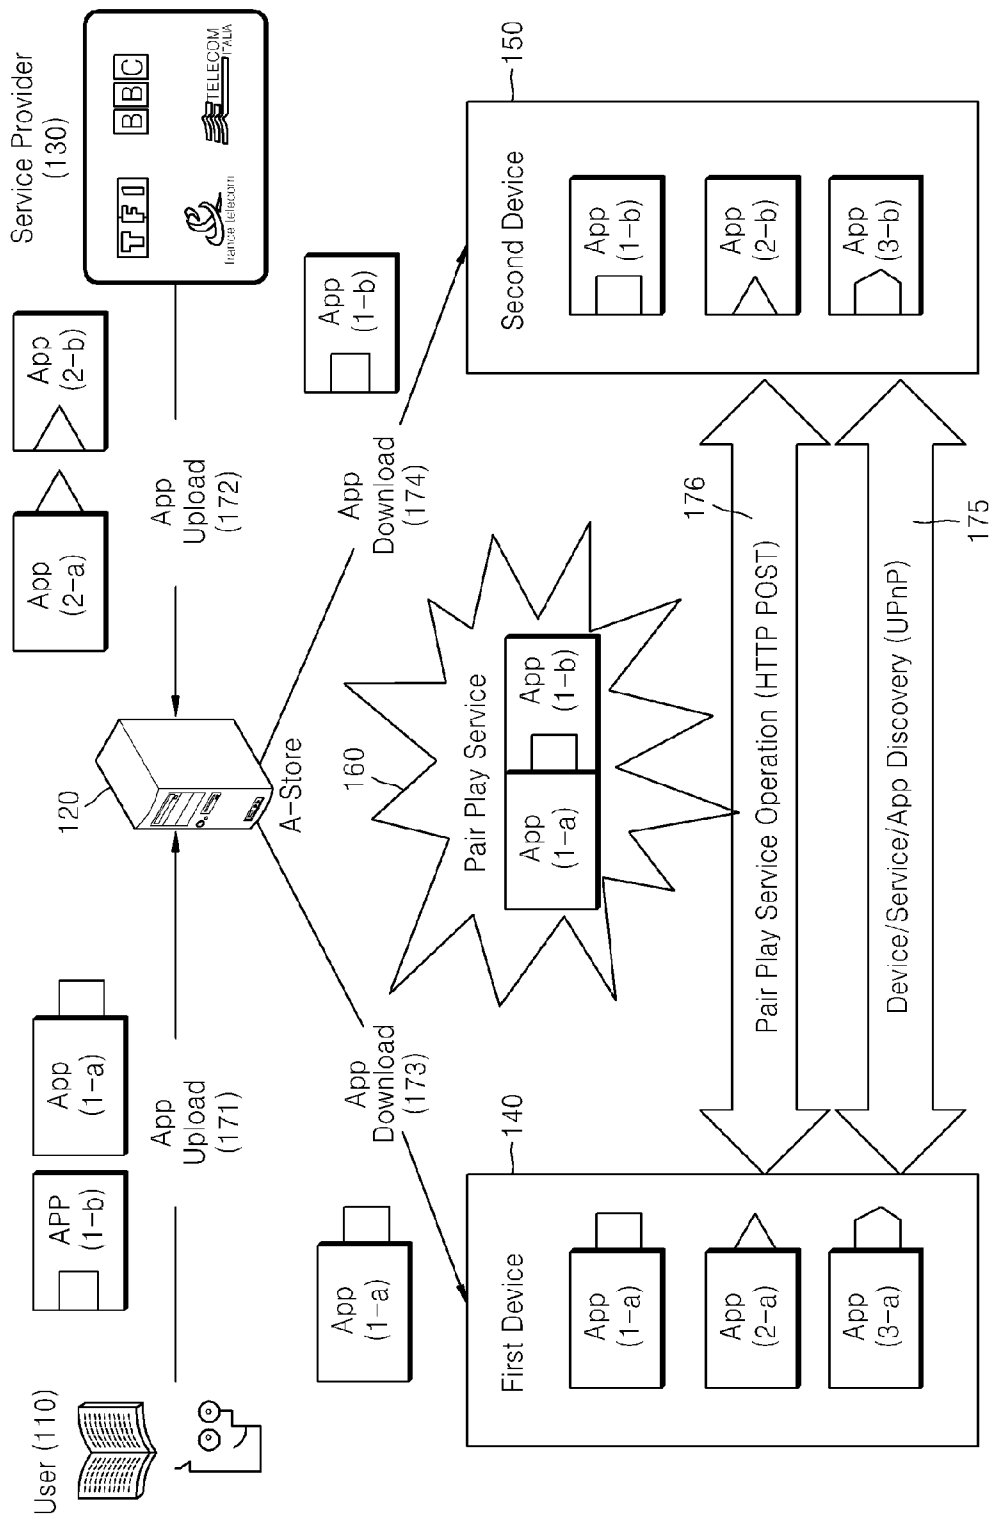 User (110)
APP
(1-b)
App
(1-a)
App
Upload
(171)
120
A-Store
App
(2-a)
App
(2-b)
App
Upload
(172)
Service Provider
(130)
TF1
BBC
france telecom
TELECOM
ITALIA
App
(1-a)
App
Download
(173)
160
Pair Play Service
App
(1-a)
App
(1-b)
App
Download
(174)
App
(1-b)
140
First Device
App
(1-a)
App
(2-a)
App
(3-a)
176
Pair Play Service Operation (HTTP POST)
Device/Service/App Discovery (UPnP)
175
150
Second Device
App
(1-b)
App
(2-b)
App
(3-b)